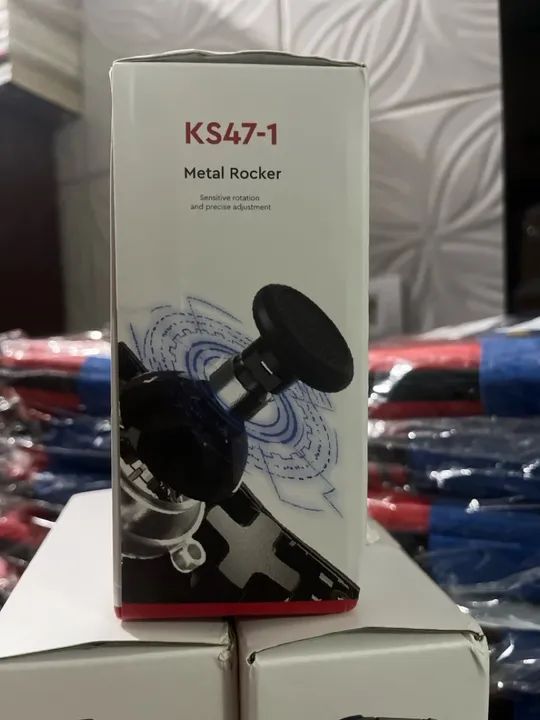 KS47-1
Metal Rocker
Sensitive rotation
and precise adjustment